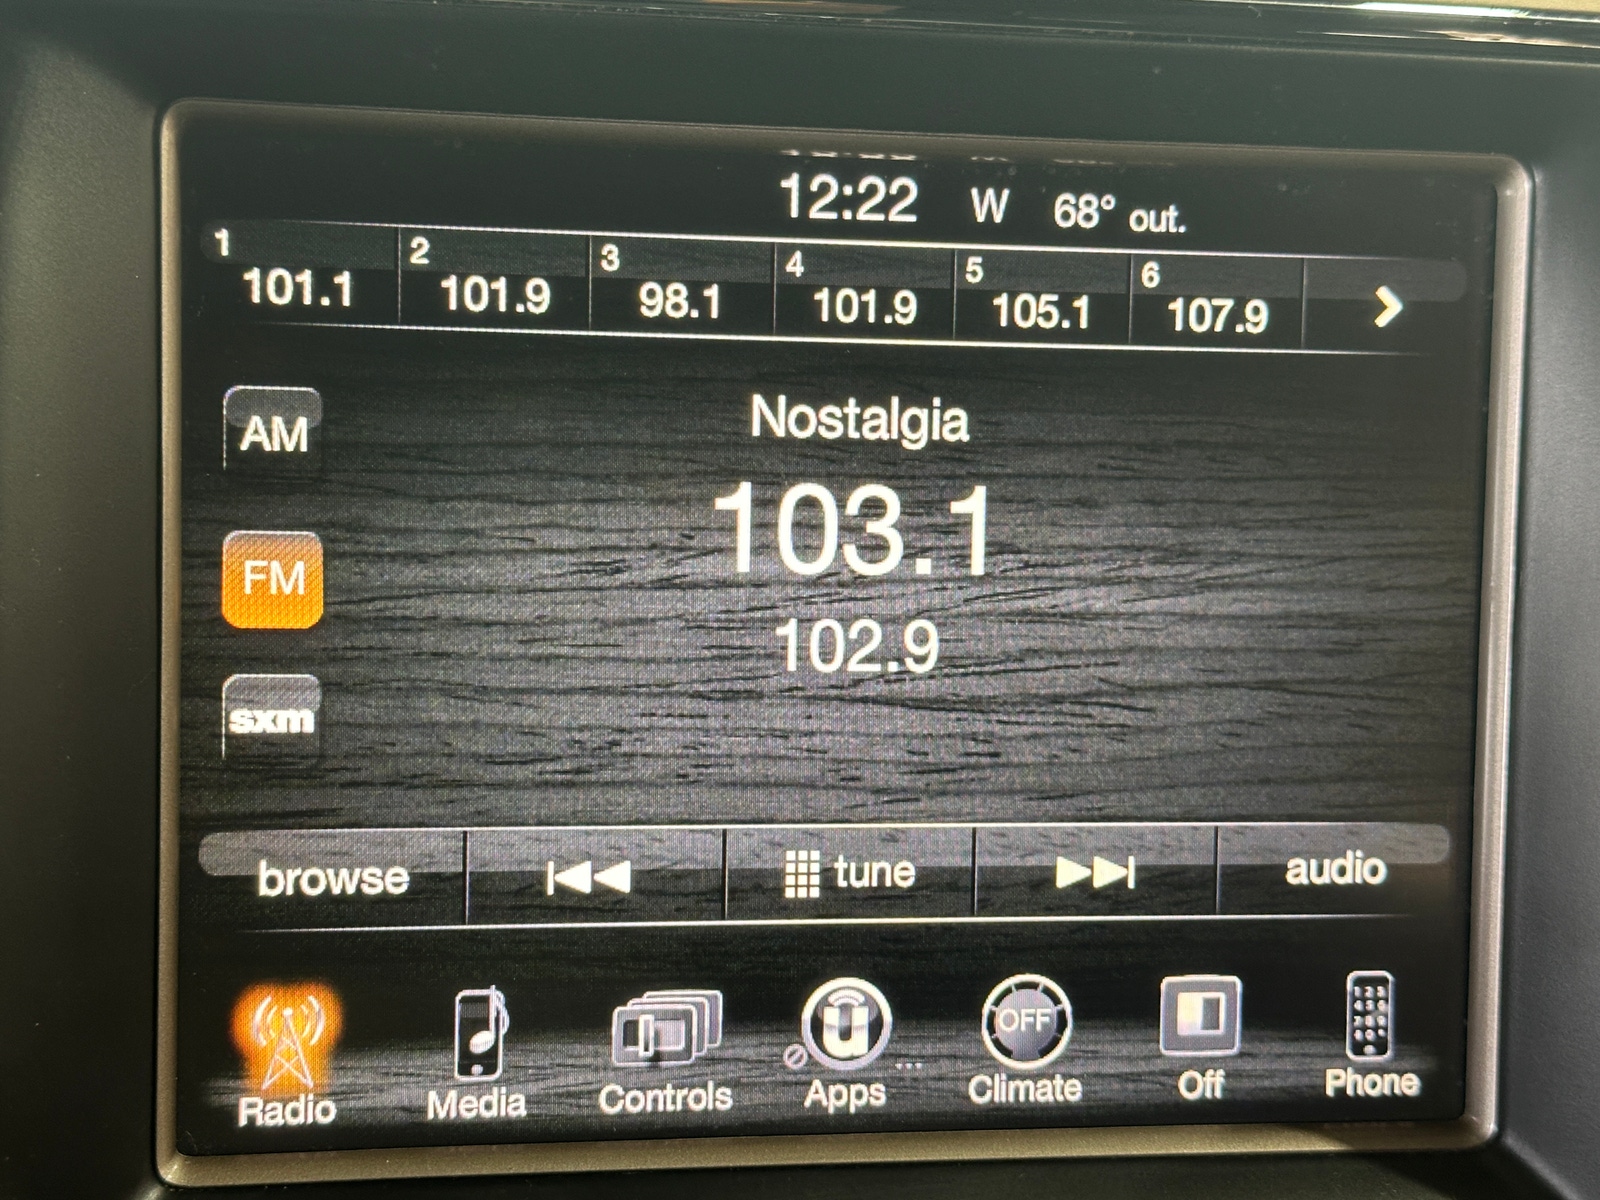 12:22 W 68° out.
1 2 3 4 5 6
101.1 101.9 98.1 101.9 105.1 107.9
AM
Nostalgia
103.1
FM
102.9
sxm
browse tune audio
OFF
Radio Media Controls Apps ... Climate Off Phone